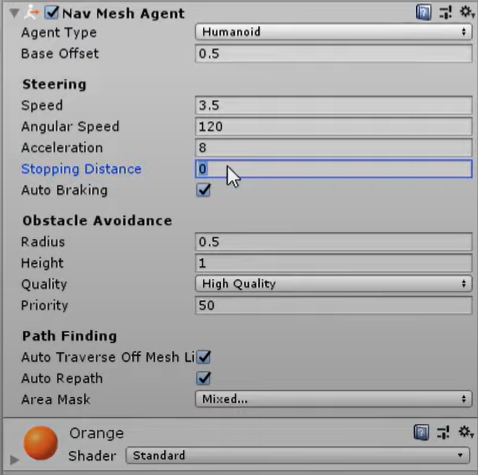 Nav Mesh Agent
Agent Type Humanoid
Base Offset 0.5
Steering
Speed 3.5
Angular Speed 120
Acceleration 8
Stopping Distance 0
Auto Braking
Obstacle Avoidance
Radius 0.5
Height 1
Quality High Quality
Priority 50
Path Finding
Auto Traverse Off Mesh Li
Auto Repath
Area Mask Mixed...
Orange
Shader Standard